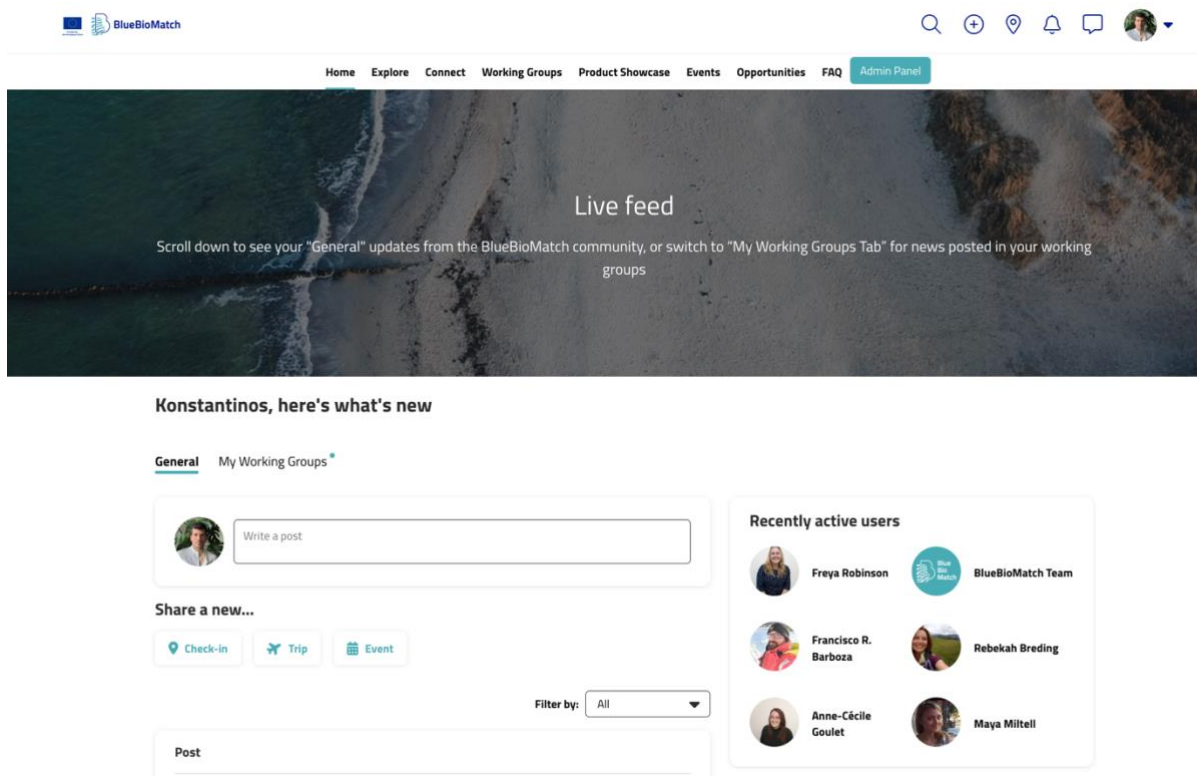 BlueBioMatch
Home Explore Connect Working Groups Product Showcase Events Opportunities FAQ Admin Panel
Live feed
Scroll down to see your "General" updates from the BlueBioMatch community, or switch to "My Working Groups Tab" for news posted in your working
groups
Konstantinos, here's what's new
General My Working Groups
Write a post
Share a new...
Check-in Trip Event
Filter by: All
Post
Recently active users
Freya Robinson
Blue
Bio
Match
BlueBioMatch Team
Francisco R.
Barboza
Rebekah Breding
Anne-Cécile
Goulet
Maya Miltell